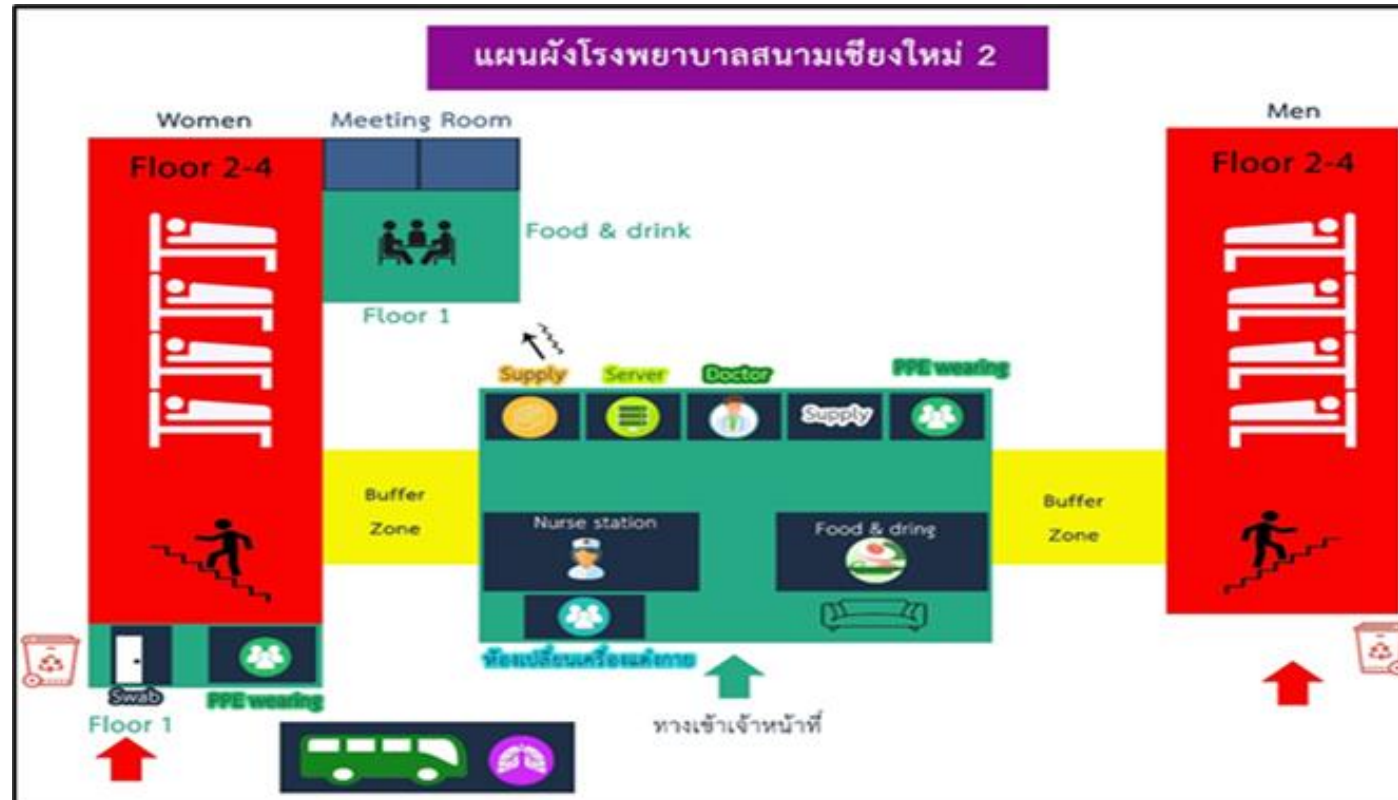 แผนผังโรงพยาบาลสนามเชียงใหม่ 2
Women
Meeting Room
Men
Floor 2-4
Floor 2-4
Food & drink
Floor 1
Supply
Server
Doctor
Supply
PPE wearing
Buffer
Zone
Buffer
Zone
Nurse station
Food & dring
ห้องเปลี่ยนเครื่องแต่งกาย
Swab
PPE wearing
Floor 1
ทางเข้าเจ้าหน้าที่